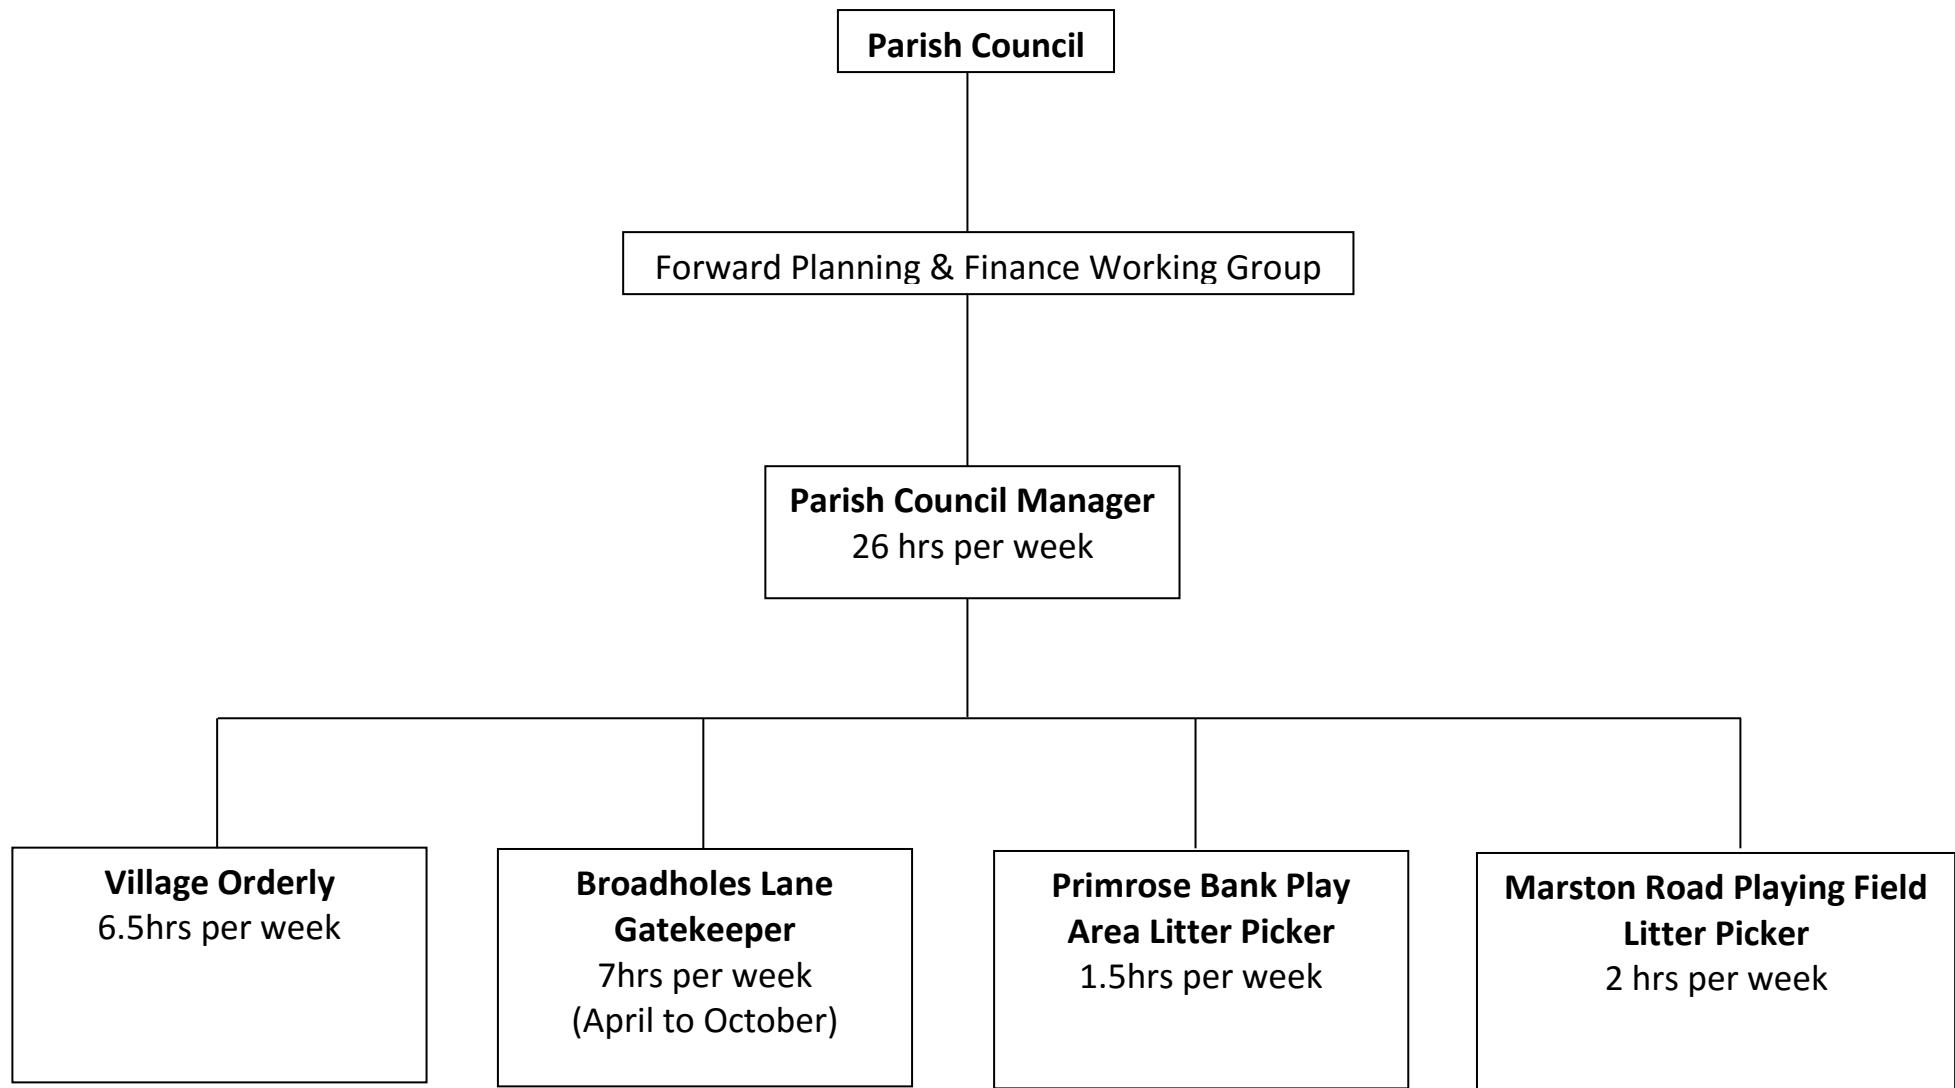 Parish Council
Forward Planning & Finance Working Group
Parish Council Manager
26 hrs per week
Village Orderly
6.5hrs per week
Broadholes Lane
Gatekeeper
7hrs per week
(April to October)
Primrose Bank Play
Area Litter Picker
1.5hrs per week
Marston Road Playing Field
Litter Picker
2 hrs per week